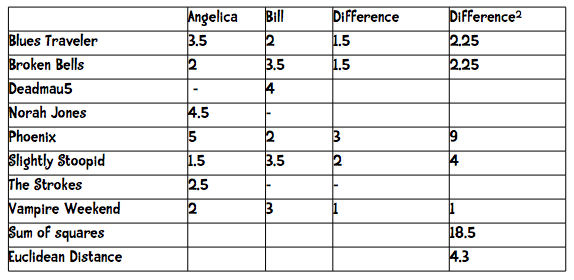 Angelica Bill Difference Difference²
Blues Traveler 3.5 2 1.5 2.25
Broken Bells 2 3.5 1.5 2.25
Deadmau5 - 4
Norah Jones 4.5 -
Phoenix 5 2 3 9
Slightly Stoopid 1.5 3.5 2 4
The Strokes 2.5 - -
Vampire Weekend 2 3 1 1
Sum of squares 18.5
Euclidean Distance 4.3